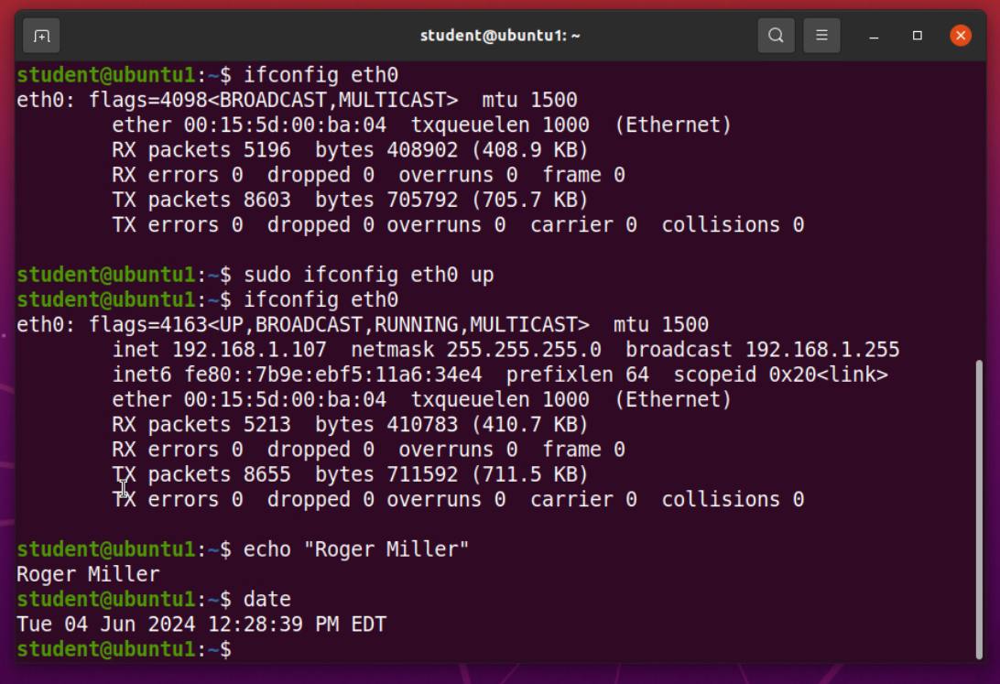 student@ubuntu1: ~
student@ubuntu1:~$ ifconfig eth0
eth0: flags=4098<BROADCAST,MULTICAST>  mtu 1500
        ether 00:15:5d:00:ba:04  txqueuelen 1000  (Ethernet)
        RX packets 5196  bytes 408902 (408.9 KB)
        RX errors 0  dropped 0  overruns 0  frame 0
        TX packets 8603  bytes 705792 (705.7 KB)
        TX errors 0  dropped 0 overruns 0  carrier 0  collisions 0
student@ubuntu1:~$ sudo ifconfig eth0 up
student@ubuntu1:~$ ifconfig eth0
eth0: flags=4163<UP,BROADCAST,RUNNING,MULTICAST>  mtu 1500
        inet 192.168.1.107  netmask 255.255.255.0  broadcast 192.168.1.255
        inet6 fe80::7b9e:ebf5:11a6:34e4  prefixlen 64  scopeid 0x20<link>
        ether 00:15:5d:00:ba:04  txqueuelen 1000  (Ethernet)
        RX packets 5213  bytes 410783 (410.7 KB)
        RX errors 0  dropped 0  overruns 0  frame 0
        TX packets 8655  bytes 711592 (711.5 KB)
        TX errors 0  dropped 0 overruns 0  carrier 0  collisions 0
student@ubuntu1:~$ echo "Roger Miller"
Roger Miller
student@ubuntu1:~$ date
Tue 04 Jun 2024 12:28:39 PM EDT
student@ubuntu1:~$